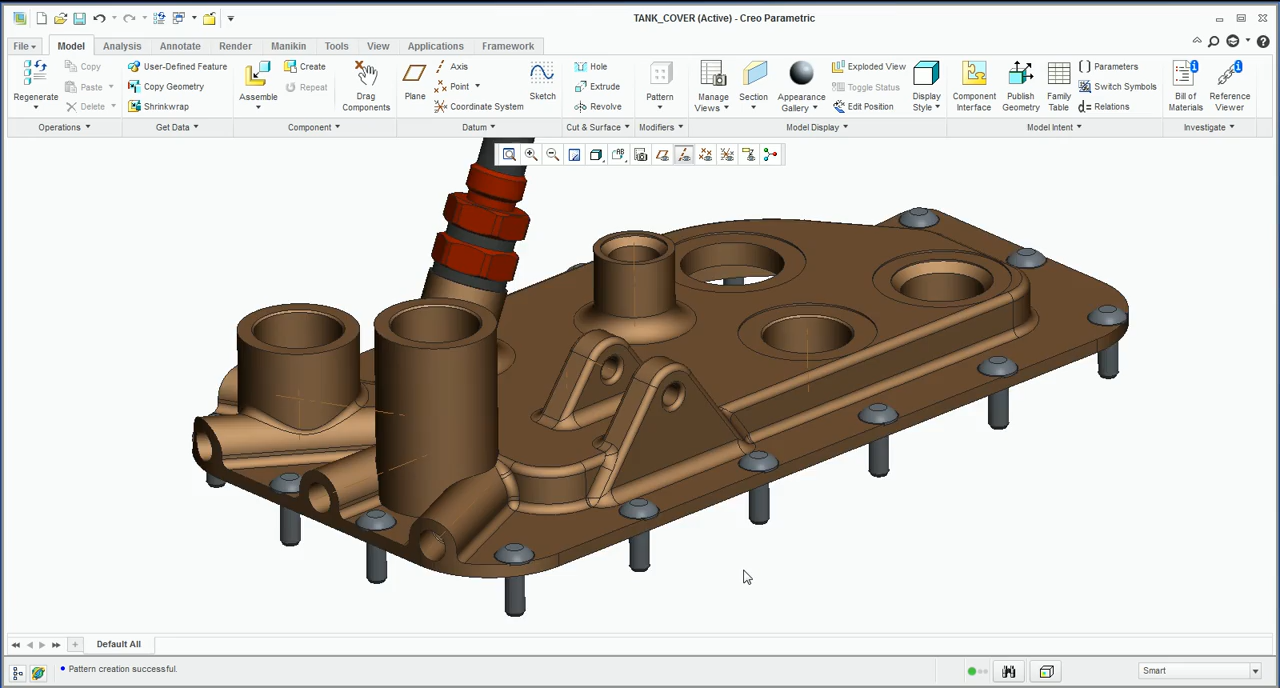 TANK_COVER (Active) - Creo Parametric
File Model Analysis Annotate Render Manikin Tools View Applications Framework
Regenerate
Copy
Paste
Delete
Operations
User-Defined Feature
Copy Geometry
Shrinkwrap
Get Data
Assemble
Create
Repeat
Drag
Components
Component
Plane
Axis
Point
Coordinate System
Sketch
Datum
Hole
Extrude
Revolve
Cut & Surface
Pattern
Modifiers
Manage
Views
Section
Appearance
Gallery
Exploded View
Toggle Status
Edit Position
Display
Style
Model Display
Component
Interface
Publish
Geometry
Family
Table
Parameters
Switch Symbols
Relations
Model Intent
Bill of
Materials
Reference
Viewer
Investigate
Default All
Pattern creation successful.
Smart